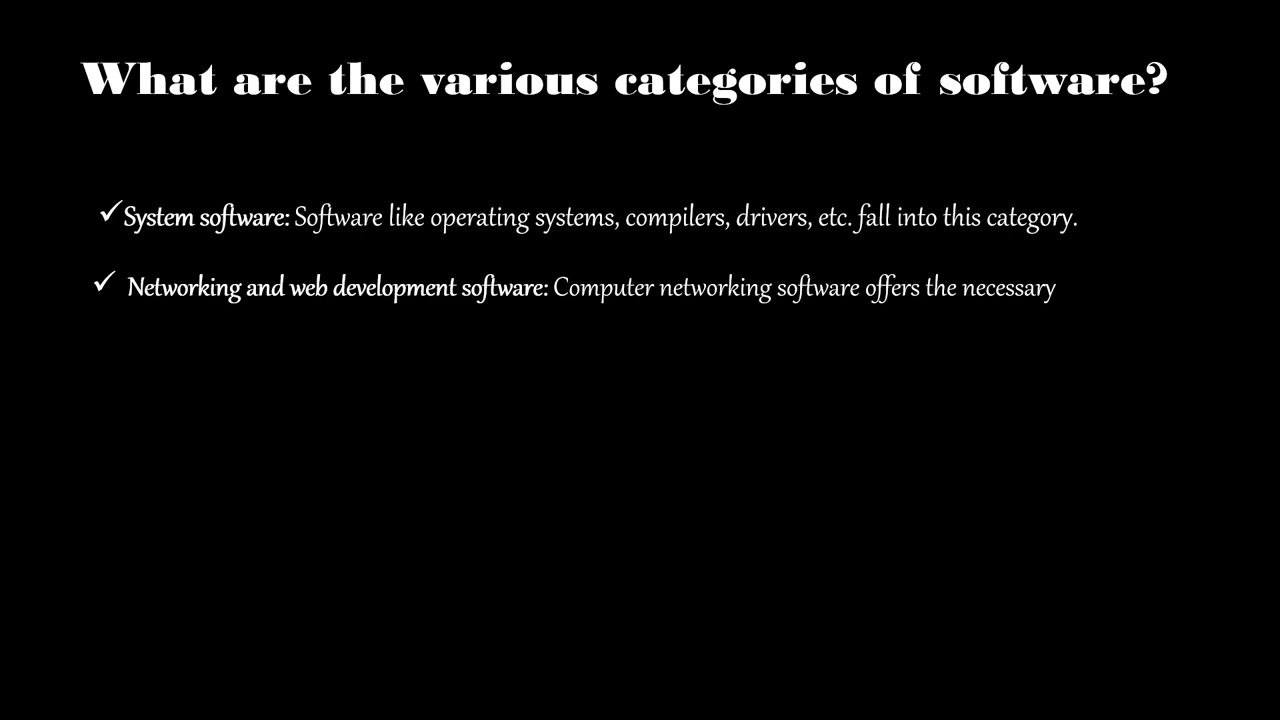 What are the various categories of software?
✓System software: Software like operating systems, compilers, drivers, etc. fall into this category.
✓ Networking and web development software: Computer networking software offers the necessary